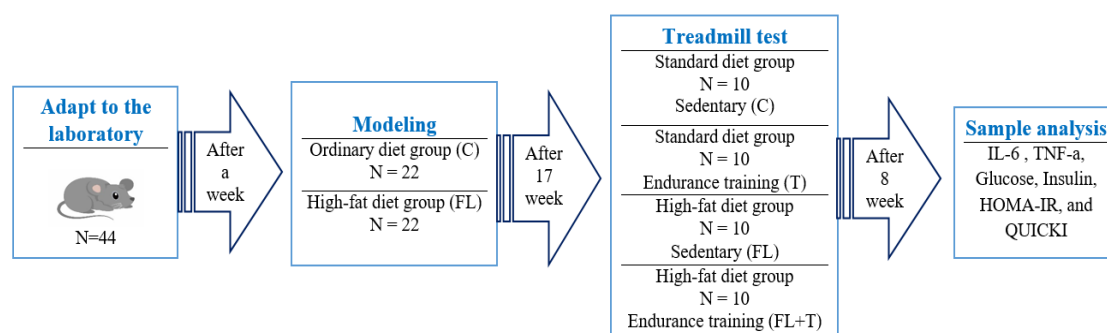 Adapt to the
laboratory
N=44
After
a
week
Modeling
Ordinary diet group (C)
N = 22
High-fat diet group (FL)
N = 22
After
17
week
Treadmill test
Standard diet group
N = 10
Sedentary (C)
Standard diet group
N = 10
Endurance training (T)
High-fat diet group
N = 10
Sedentary (FL)
High-fat diet group
N = 10
Endurance training (FL+T)
After
8
week
Sample analysis
IL-6 , TNF-a,
Glucose, Insulin,
HOMA-IR, and
QUICKI